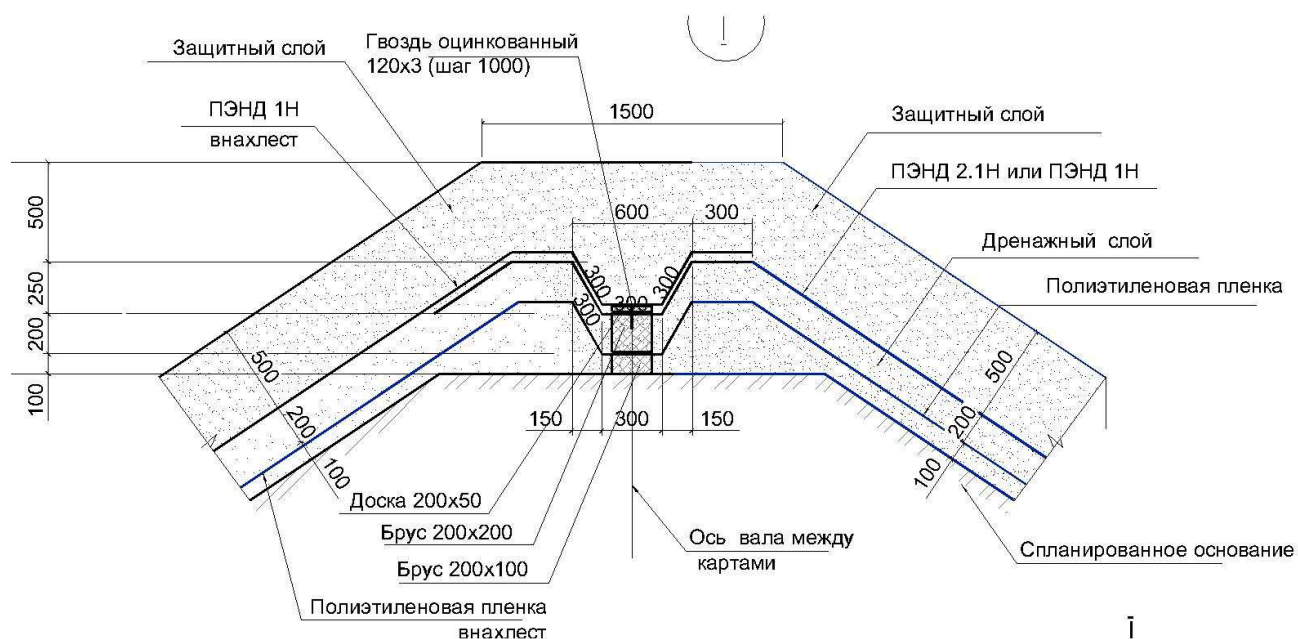 Защитный слой
Гвоздь оцинкованный
120х3 (шаг 1000)
ПЭНД 1Н
внахлест
1500
Защитный слой
ПЭНД 2.1Н или ПЭНД 1Н
600
300
Дренажный слой
Полиэтиленовая пленка
500
250
200
100
300
300
300
300
500
200
100
500
200
100
150
300
150
Доска 200х50
Брус 200х200
Брус 200х100
Ось вала между
картами
Спланированное основание
Полиэтиленовая пленка
внахлест